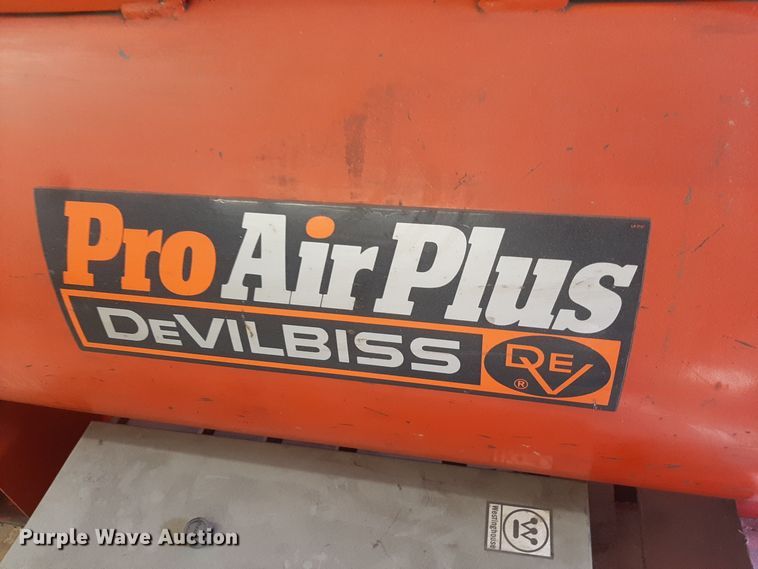 Pro Air Plus
DEVILBISS
DEV
®
Westinghouse
W
Purple Wave Auction